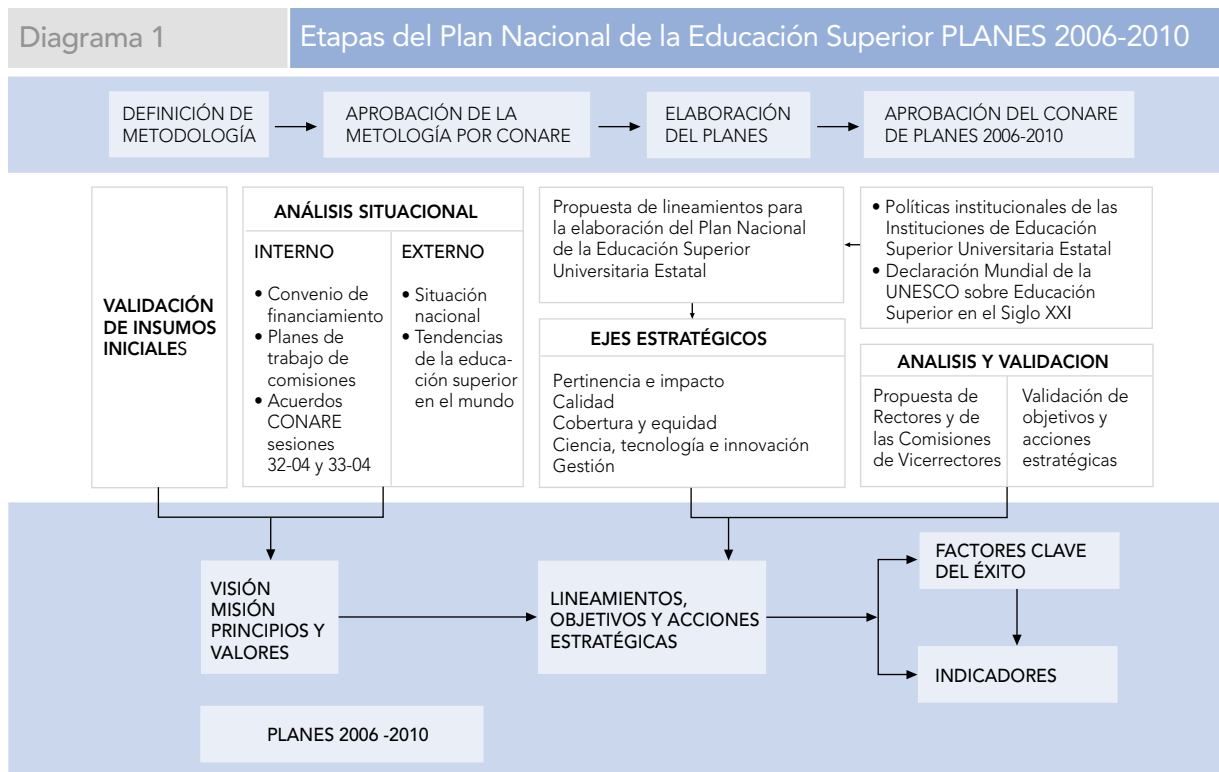 Diagrama 1
Etapas del Plan Nacional de la Educación Superior PLANES 2006-2010
DEFINICIÓN DE
METODOLOGÍA
APROBACIÓN DE LA
METOLOGÍA POR CONARE
ELABORACIÓN
DEL PLANES
APROBACIÓN DEL CONARE
DE PLANES 2006-2010
VALIDACIÓN
DE INSUMOS
INICIALES
ANÁLISIS SITUACIONAL
INTERNO
• Convenio de
financiamiento
• Planes de
trabajo de
comisiones
• Acuerdos
CONARE
sesiones
32-04 y 33-04
EXTERNO
• Situación
nacional
• Tendencias
de la educa-
ción superior
en el mundo
Propuesta de lineamientos para
la elaboración del Plan Nacional
de la Educación Superior
Universitaria Estatal
• Políticas institucionales de las
Instituciones de Educación
Superior Universitaria Estatal
• Declaración Mundial de la
UNESCO sobre Educación
Superior en el Siglo XXI
EJES ESTRATÉGICOS
Pertinencia e impacto
Calidad
Cobertura y equidad
Ciencia, tecnología e innovación
Gestión
ANALISIS Y VALIDACION
Propuesta de
Rectores y de
las Comisiones
de Vicerrectores
Validación de
objetivos y
acciones
estratégicas
VISIÓN
MISIÓN
PRINCIPIOS Y
VALORES
LINEAMIENTOS,
OBJETIVOS Y ACCIONES
ESTRATÉGICAS
FACTORES CLAVE
DEL ÉXITO
INDICADORES
PLANES 2006 -2010